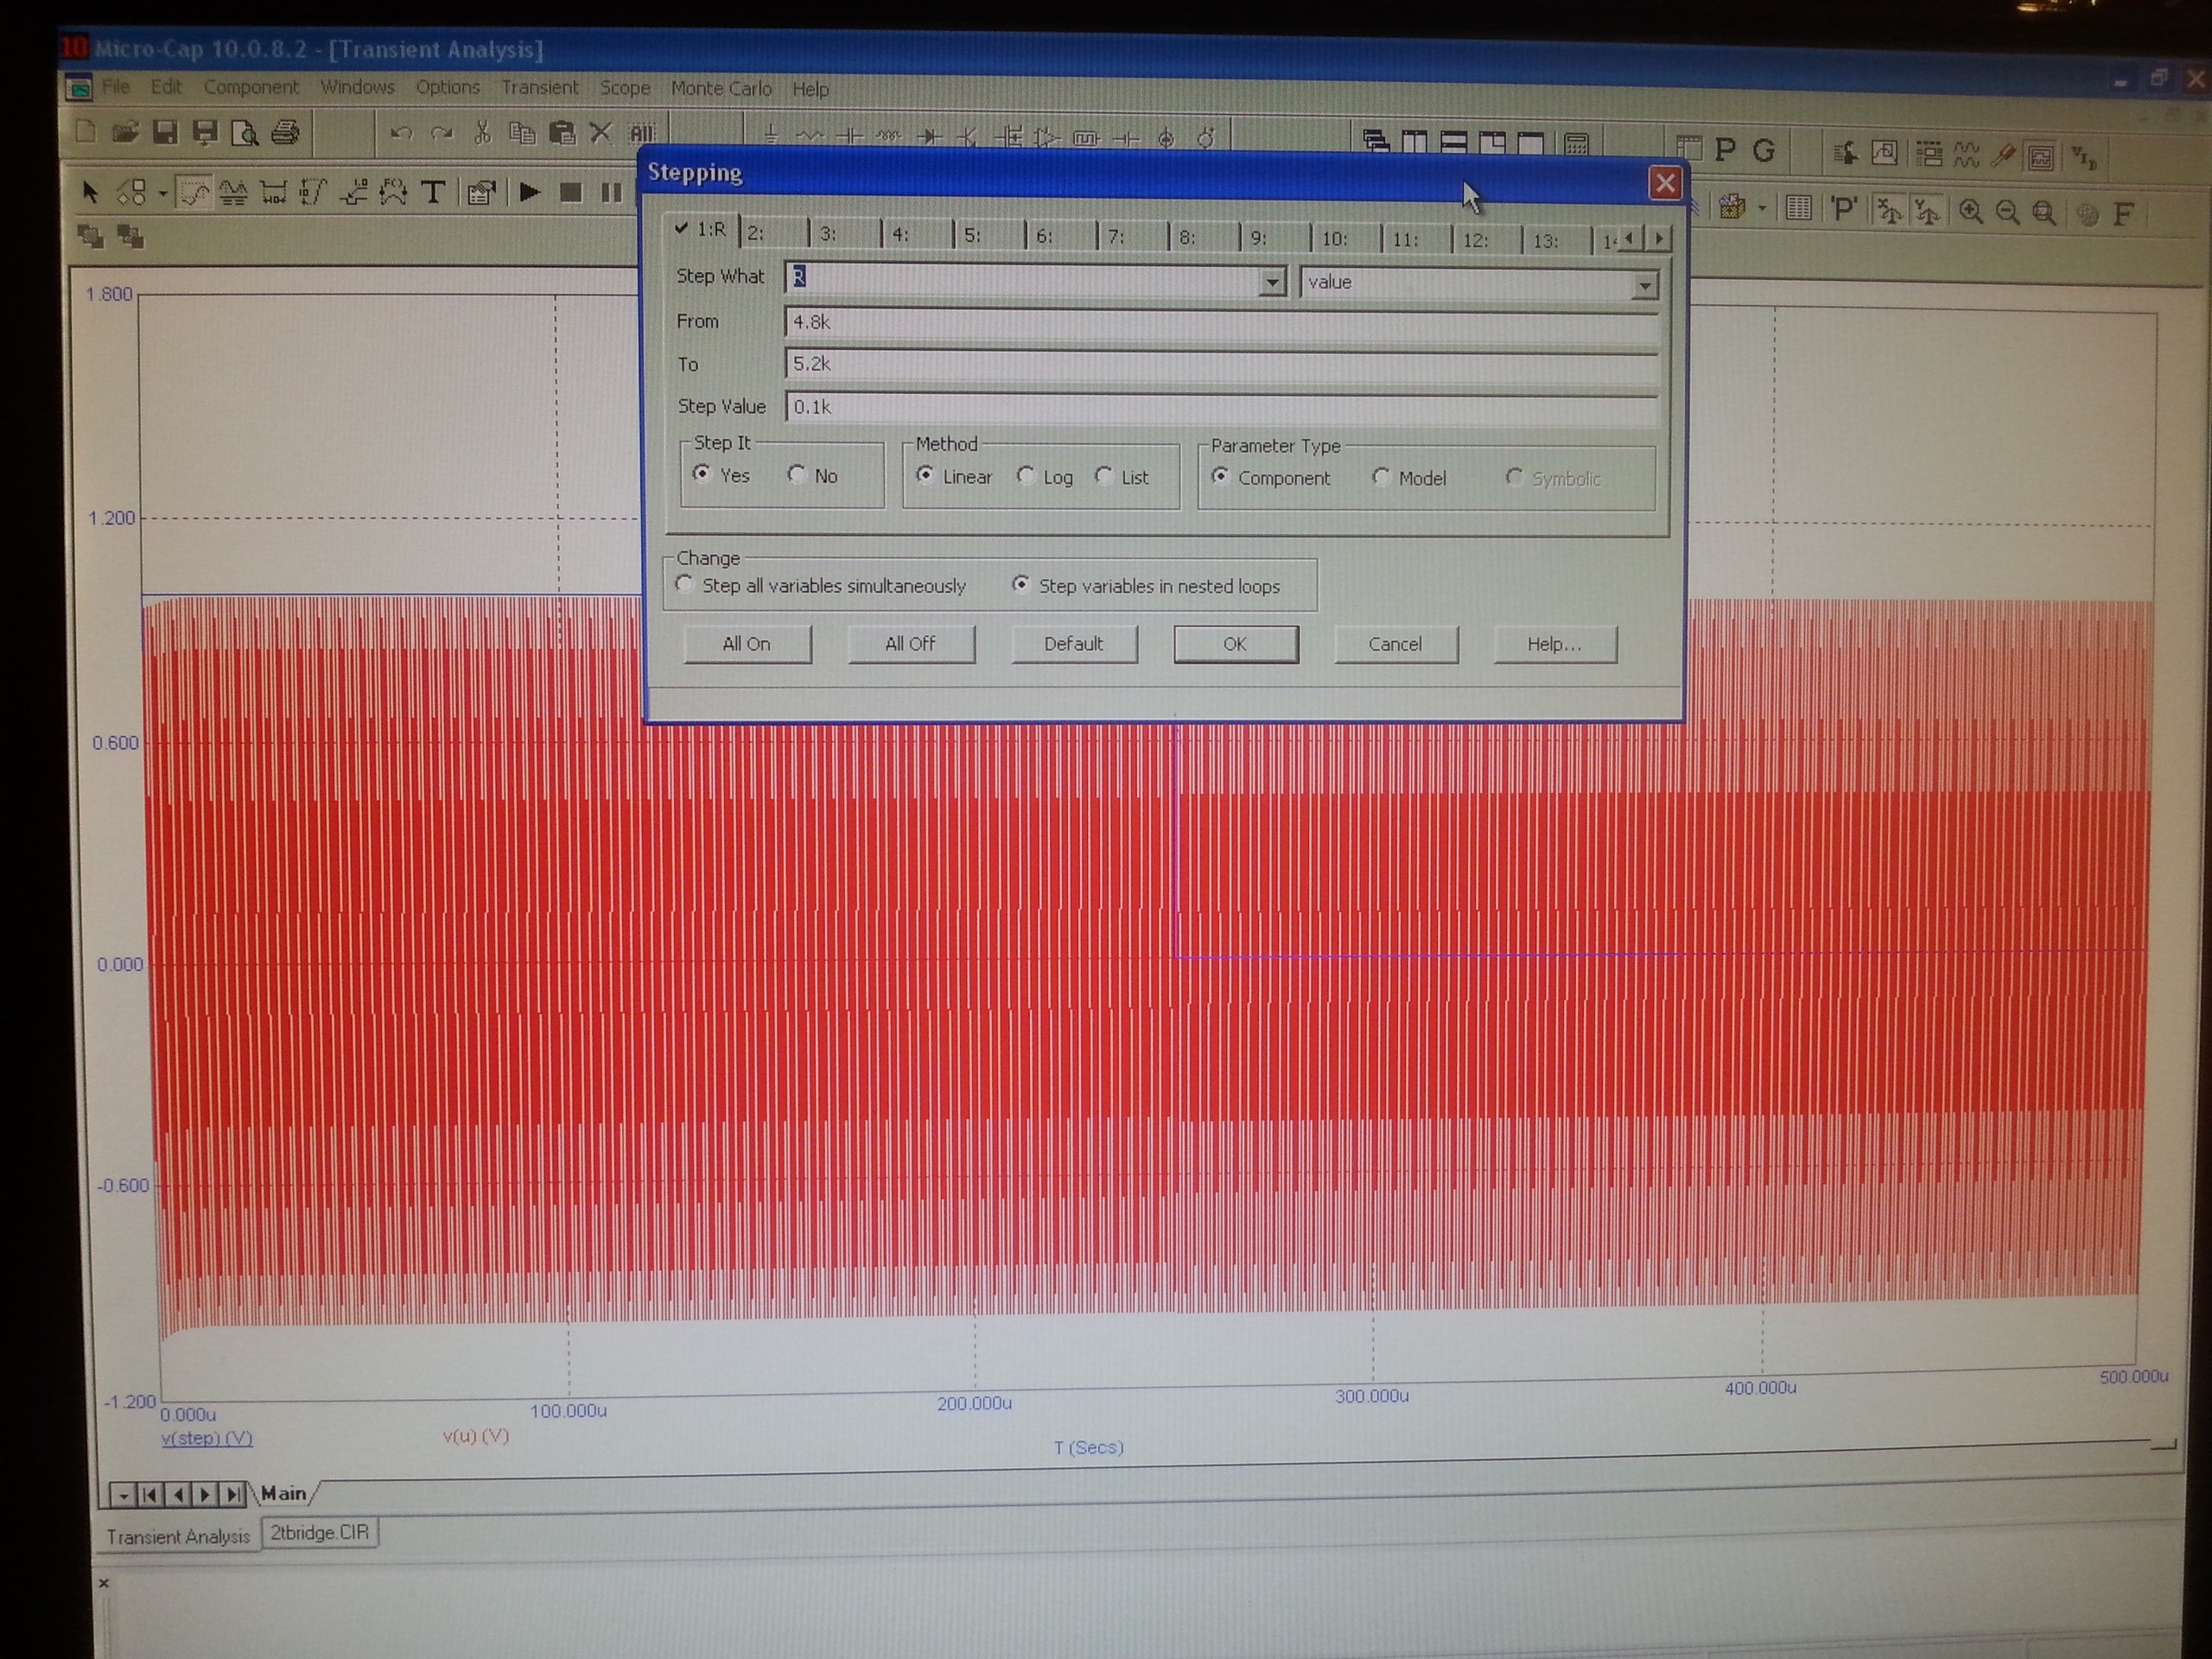 10 Micro-Cap 10.0.8.2 - [Transient Analysis]
File Edit Component Windows Options Transient Scope Monte Carlo Help
All P G
T 'P' F
Stepping
1:R 2: 3: 4: 5: 6: 7: 8: 9: 10: 11: 12: 13:
Step What R value
From 4.8k
To 5.2k
Step Value 0.1k
Step It Method Parameter Type
Yes No Linear Log List Component Model Symbolic
Change
Step all variables simultaneously Step variables in nested loops
All On All Off Default OK Cancel Help...
1.800
1.200
0.600
0.000
-0.600
-1.200
0.000u 100.000u 200.000u 300.000u 400.000u 500.000u
v(step) (V) v(u) (V) T (Secs)
Main
Transient Analysis 2tbridge.CIR